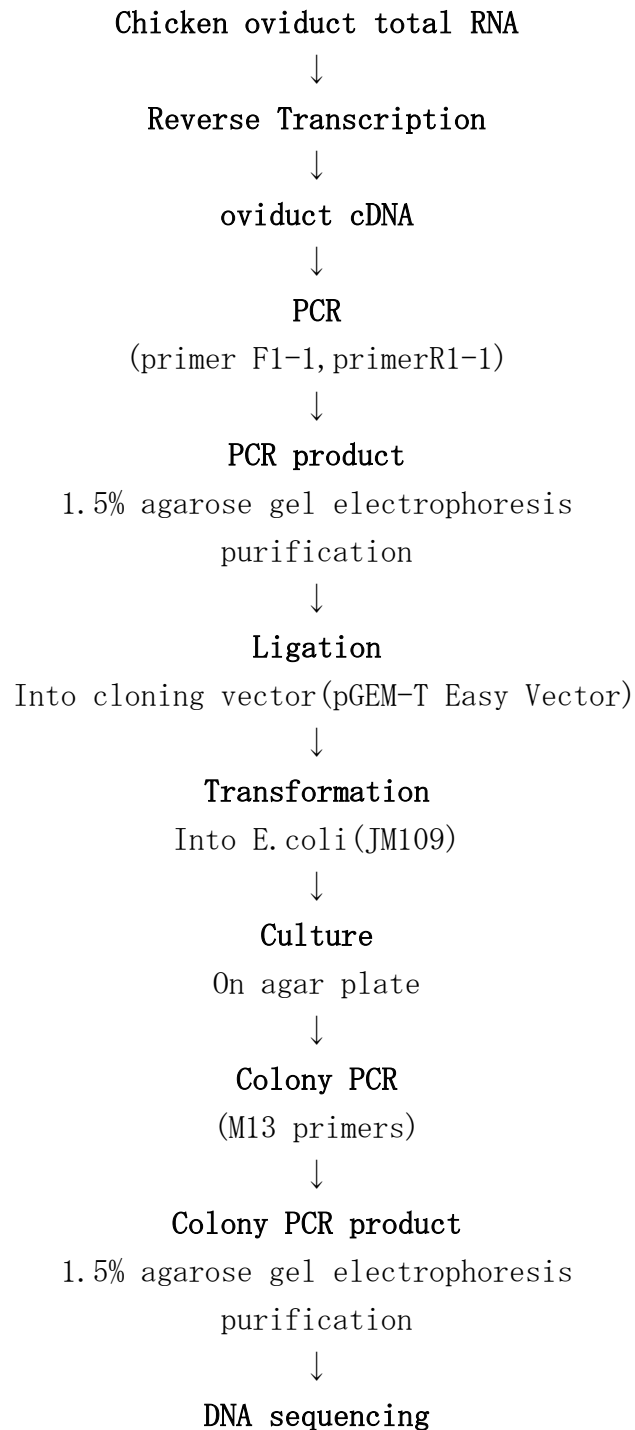 Chicken oviduct total RNA
↓
Reverse Transcription
↓
oviduct cDNA
↓
PCR
(primer F1-1,primerR1-1)
↓
PCR product
1.5% agarose gel electrophoresis
purification
↓
Ligation
Into cloning vector(pGEM-T Easy Vector)
↓
Transformation
Into E.coli(JM109)
↓
Culture
On agar plate
↓
Colony PCR
(M13 primers)
↓
Colony PCR product
1.5% agarose gel electrophoresis
purification
↓
DNA sequencing